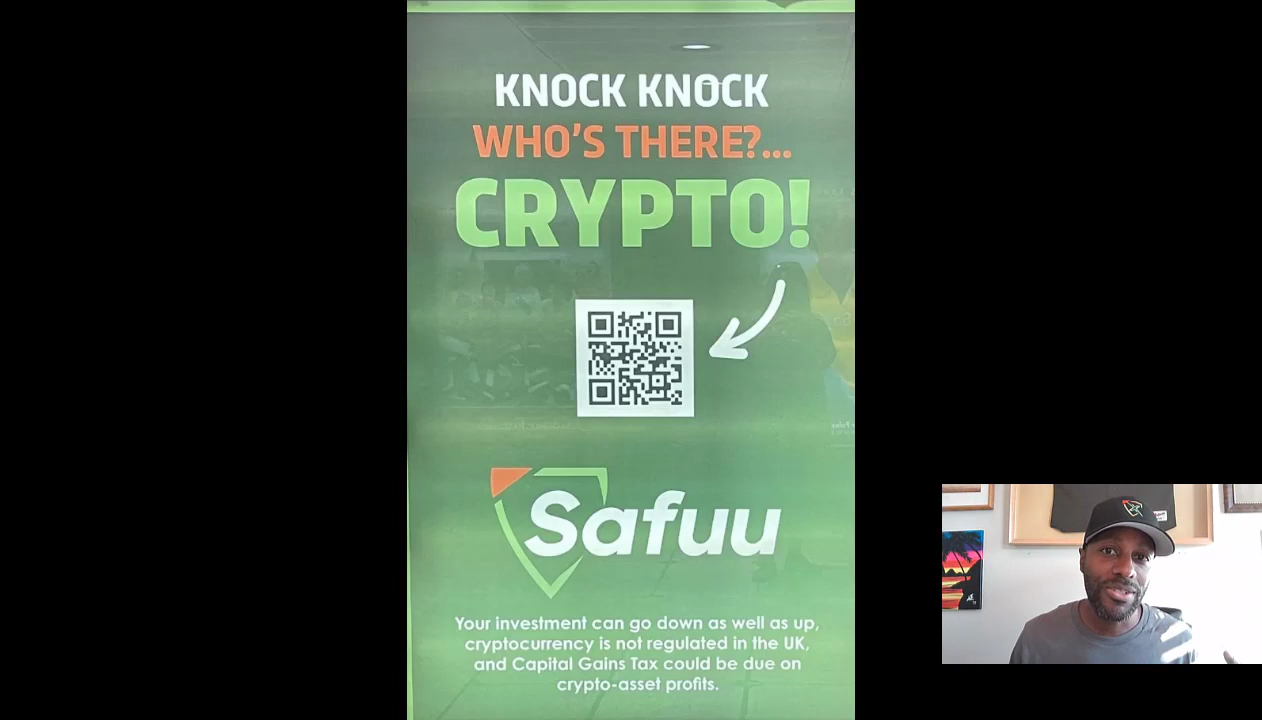 KNOCK KNOCK
WHO'S THERE?...
CRYPTO!
Safuu
Your investment can go down as well as up,
cryptocurrency is not regulated in the UK,
and Capital Gains Tax could be due on
crypto-asset profits.